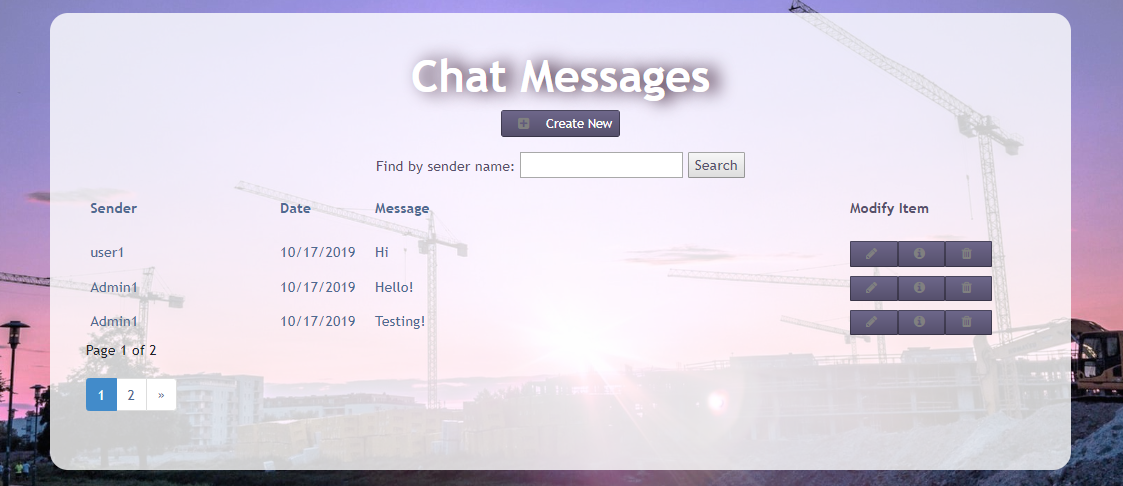 Chat Messages
Create New
Find by sender name: Search
Sender Date Message Modify Item
user1 10/17/2019 Hi
Admin1 10/17/2019 Hello!
Admin1 10/17/2019 Testing!
Page 1 of 2
1 2 »